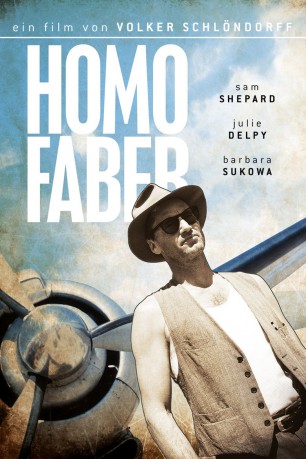 ein film von VOLKER SCHLÖNDORFF
HOMO
FABER
sam
SHEPARD
julie
DELPY
barbara
SUKOWA